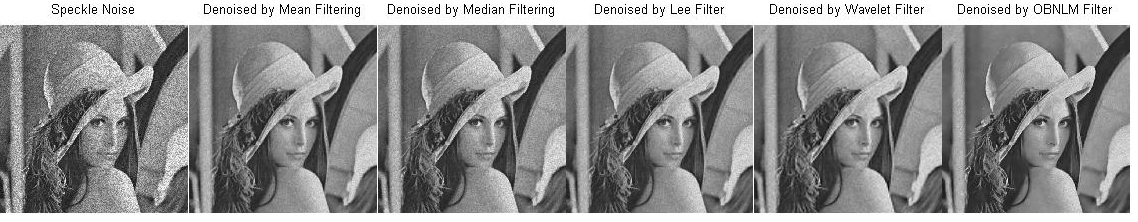 Speckle Noise
Denoised by Mean Filtering
Denoised by Median Filtering
Denoised by Lee Filter
Denoised by Wavelet Filter
Denoised by OBNLM Filter